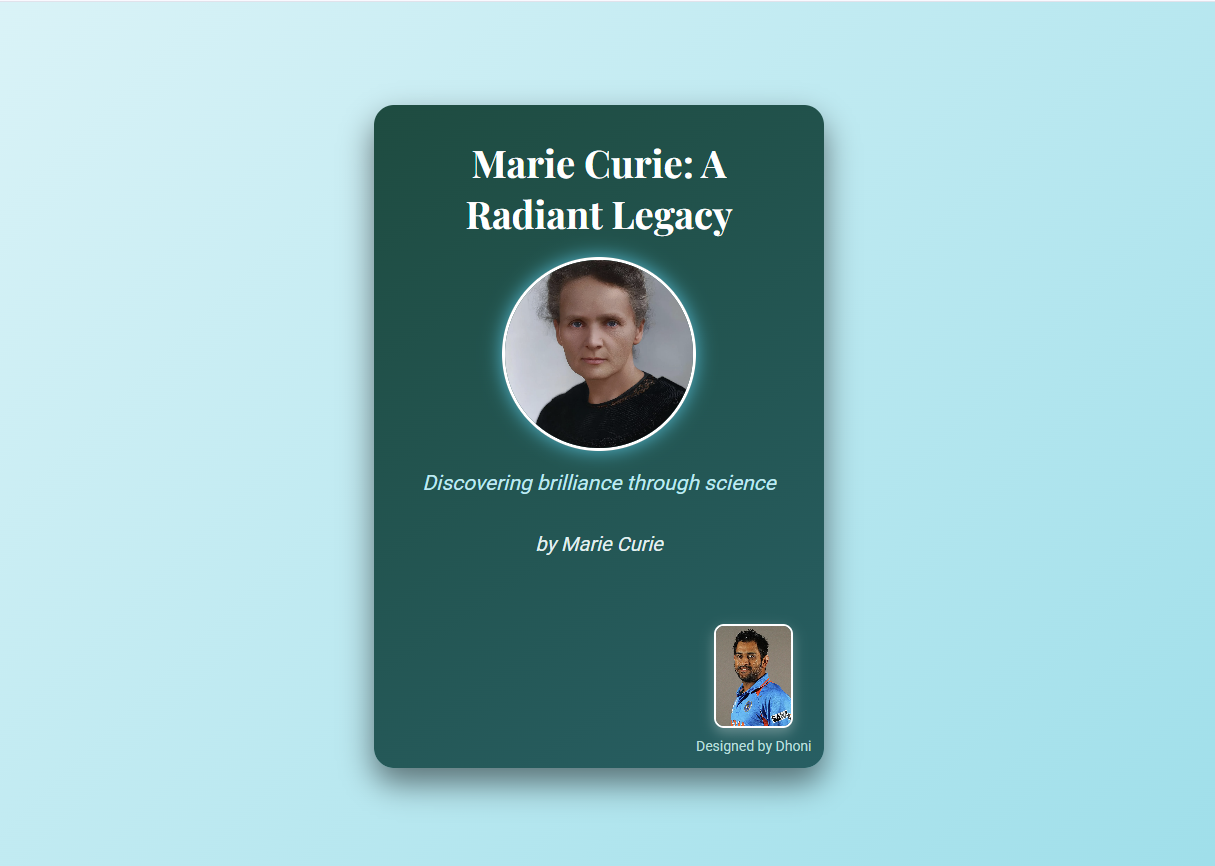 Marie Curie: A
Radiant Legacy
Discovering brilliance through science
by Marie Curie
Designed by Dhoni